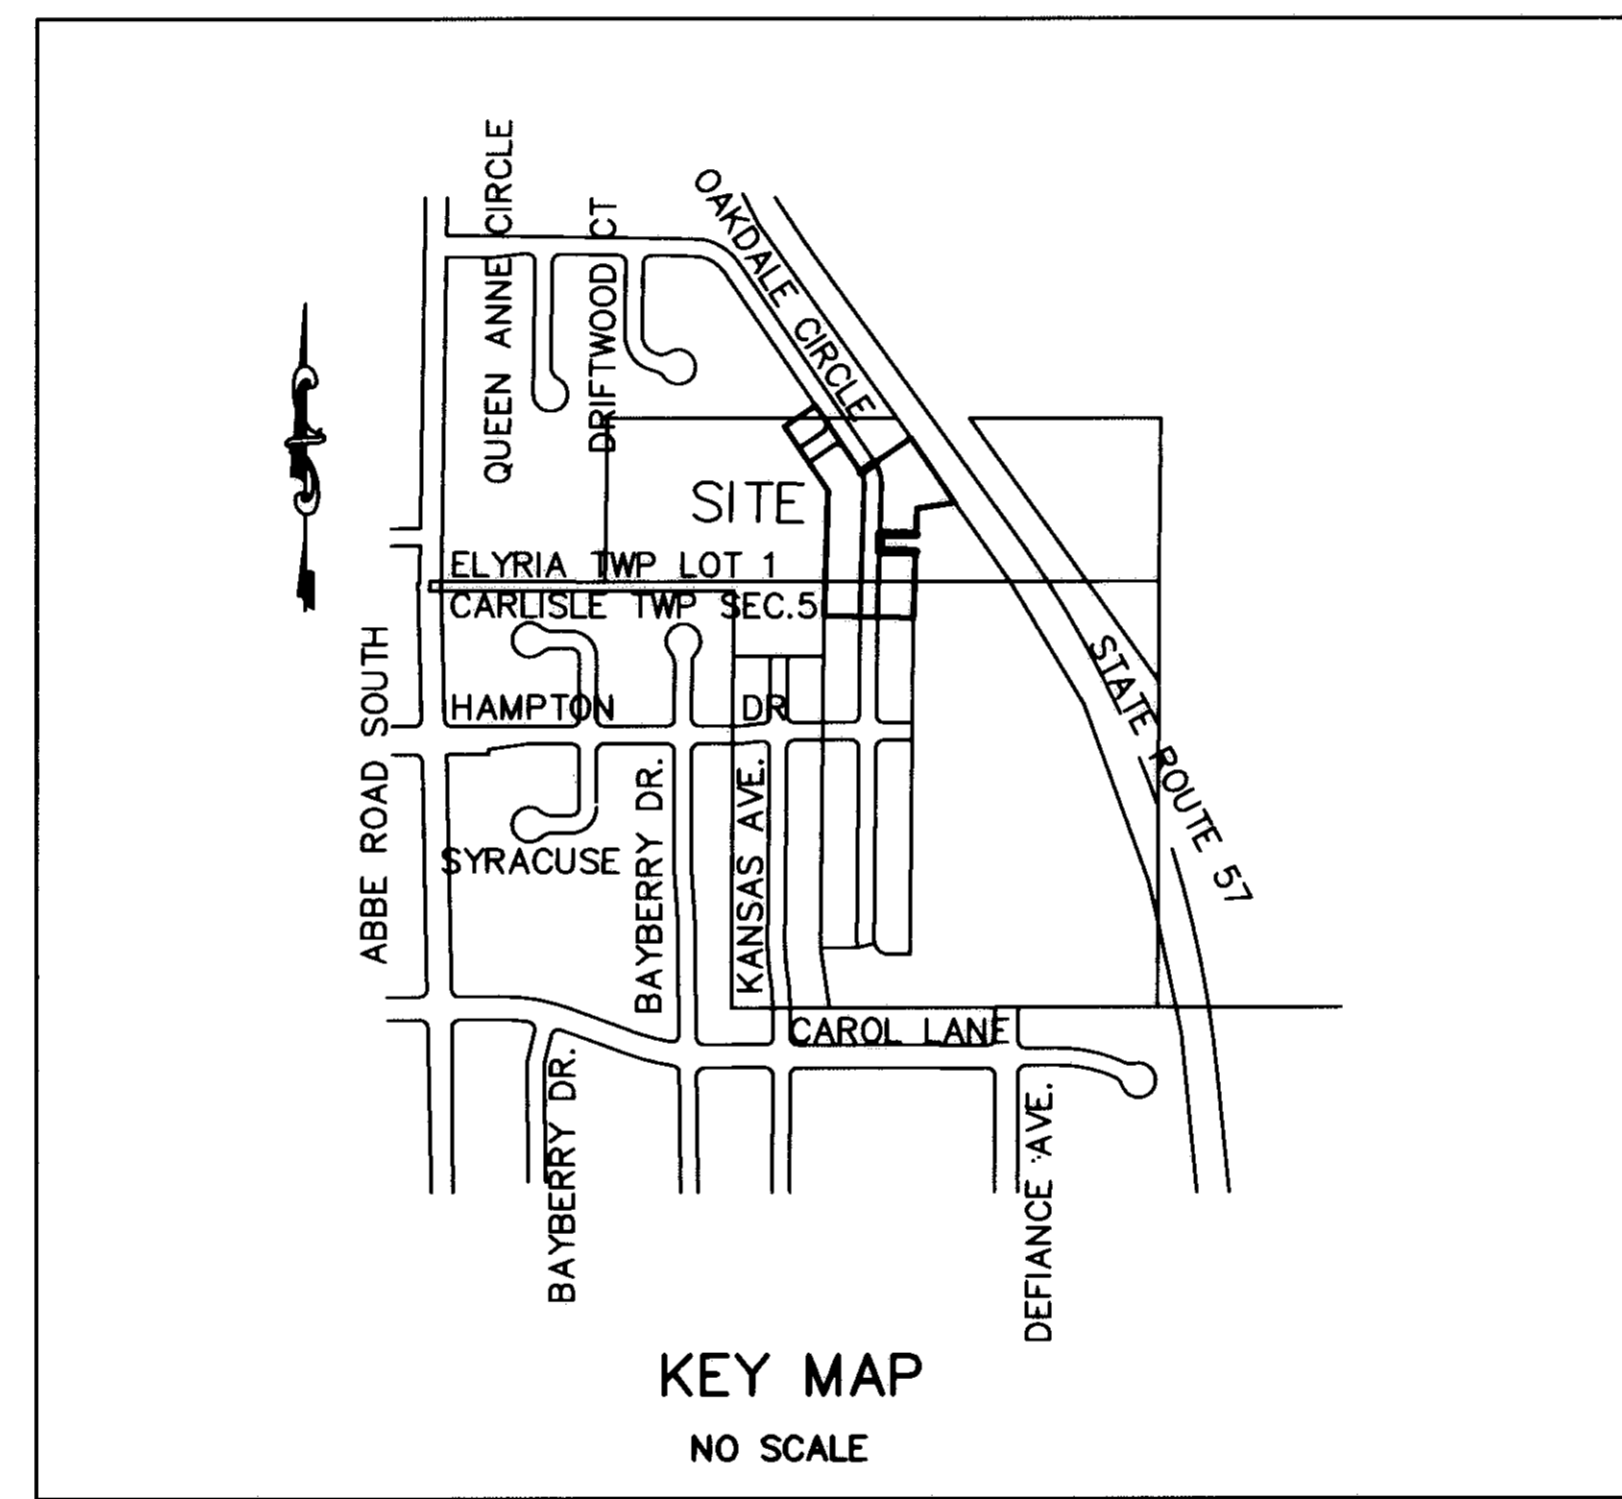 QUEEN ANNE CIRCLE
DRIFTWOOD CT
OAKDALE CIRCLE
SITE
ELYRIA TWP LOT 1
CARLISLE TWP SEC.5
ABBE ROAD SOUTH
HAMPTON DR
STATE ROUTE 57
SYRACUSE
BAYBERRY DR.
KANSAS AVE.
CAROL LANE
BAYBERRY DR.
DEFIANCE AVE.
KEY MAP
NO SCALE